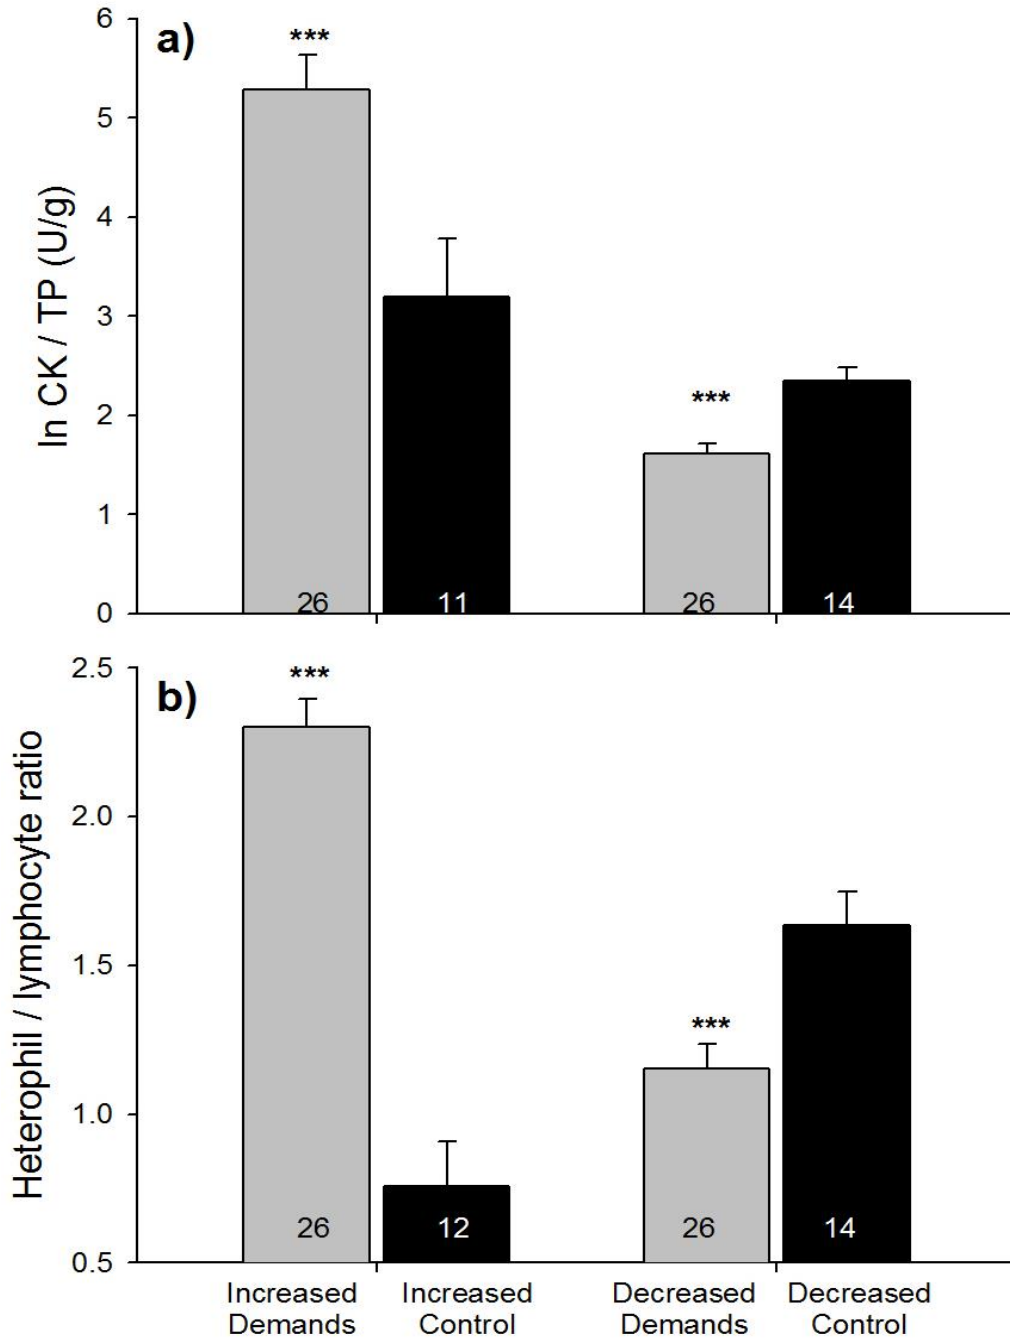 a)
***
6
5
4
3
2
1
0
ln CK / TP (U/g)
***
26
11
26
14
b)
***
2.5
2.0
1.5
1.0
0.5
Heterophil / lymphocyte ratio
***
26
12
26
14
Increased
Demands
Increased
Control
Decreased
Demands
Decreased
Control